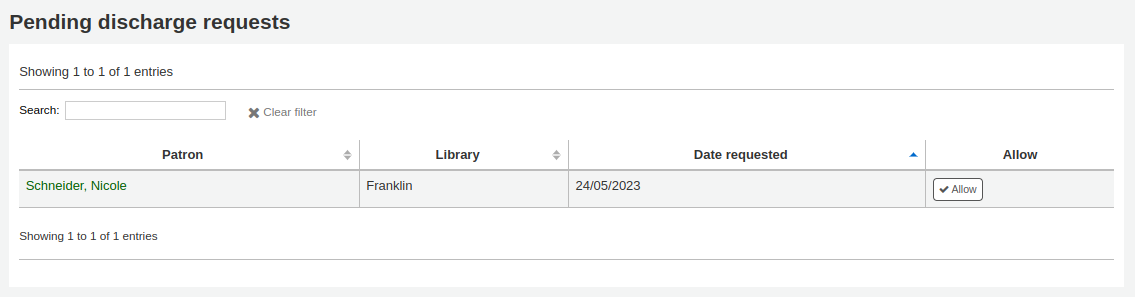 Pending discharge requests
Showing 1 to 1 of 1 entries
Search: Clear filter
Patron Library Date requested Allow
Schneider, Nicole Franklin 24/05/2023 Allow
Showing 1 to 1 of 1 entries